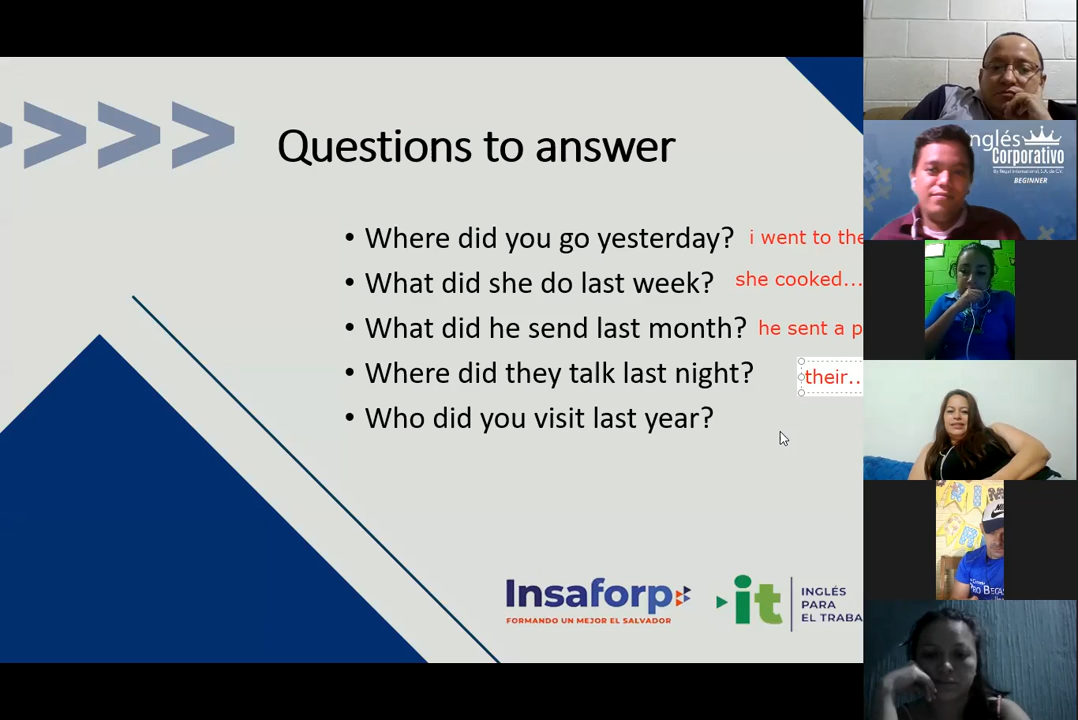 Questions to answer
• Where did you go yesterday? i went to the
• What did she do last week? she cooked...
• What did he send last month? he sent a p
• Where did they talk last night? their...
• Who did you visit last year?
Insaforp
FORMANDO UN MEJOR EL SALVADOR
it
INGLÉS
PARA
EL TRABA
nglés
Corporativo
BEGINNER